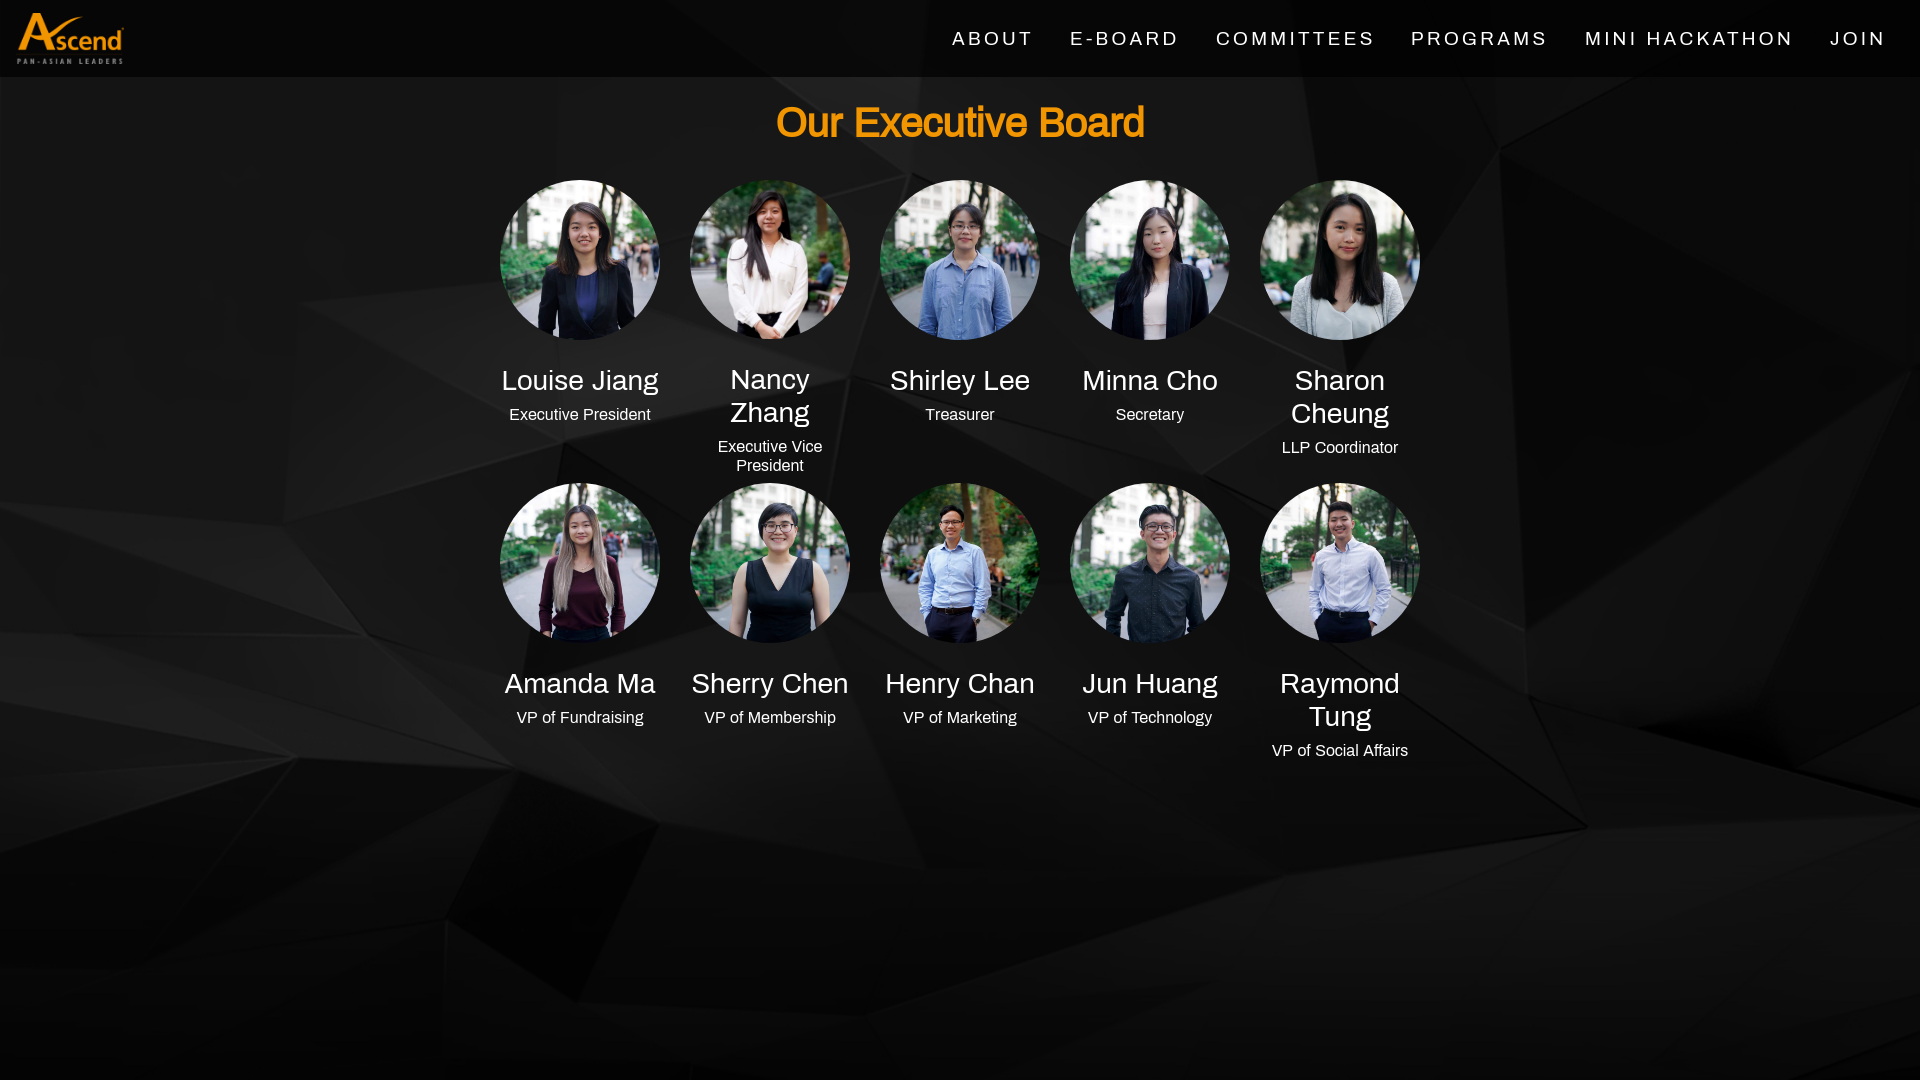 Ascend
PAN-ASIAN LEADERS
ABOUT E-BOARD COMMITTEES PROGRAMS MINI HACKATHON JOIN
Our Executive Board
Louise Jiang
Executive President
Nancy
Zhang
Executive Vice
President
Shirley Lee
Treasurer
Minna Cho
Secretary
Sharon
Cheung
LLP Coordinator
Amanda Ma
VP of Fundraising
Sherry Chen
VP of Membership
Henry Chan
VP of Marketing
Jun Huang
VP of Technology
Raymond
Tung
VP of Social Affairs